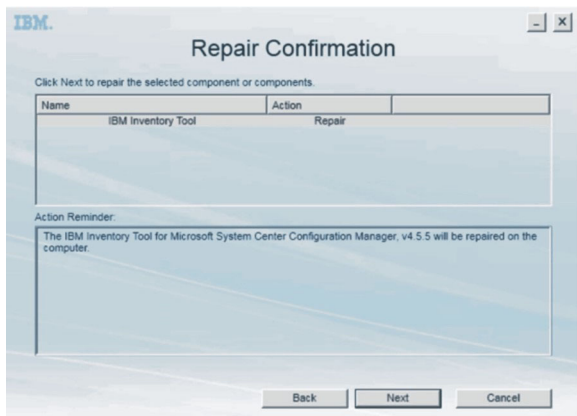 IBM.
Repair Confirmation
Click Next to repair the selected component or components.
Name Action
IBM Inventory Tool Repair
Action Reminder:
The IBM Inventory Tool for Microsoft System Center Configuration Manager, v4.5.5 will be repaired on the
computer.
Back Next Cancel